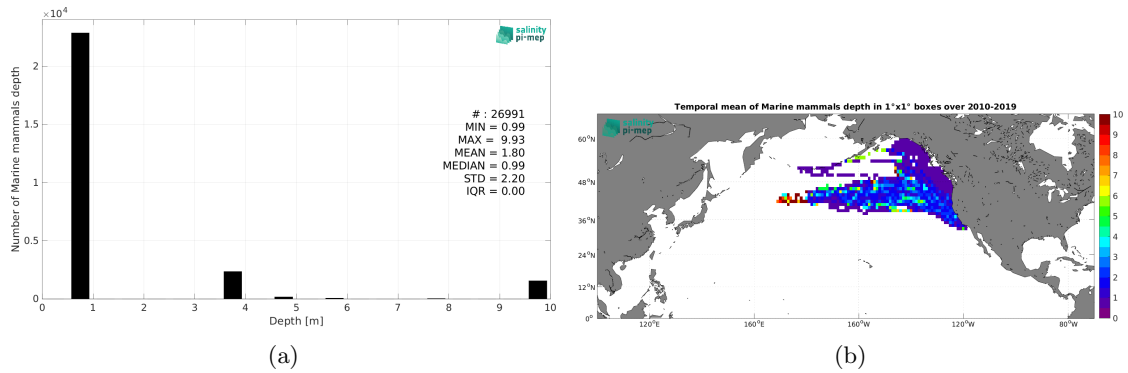 ×10⁴
salinity
pi-mep
2
1.5
1
0.5
0
Number of Marine mammals depth
# : 26991
MIN = 0.99
MAX = 9.93
MEAN = 1.80
MEDIAN = 0.99
STD = 2.20
IQR = 0.00
0 1 2 3 4 5 6 7 8 9 10
Depth [m]
(a)
Temporal mean of Marine mammals depth in 1°x1° boxes over 2010-2019
salinity
pi-mep
60°N
48°N
36°N
24°N
12°N
0°
120°E 160°E 160°W 120°W 80°W
10
9
8
7
6
5
4
3
2
1
0
(b)